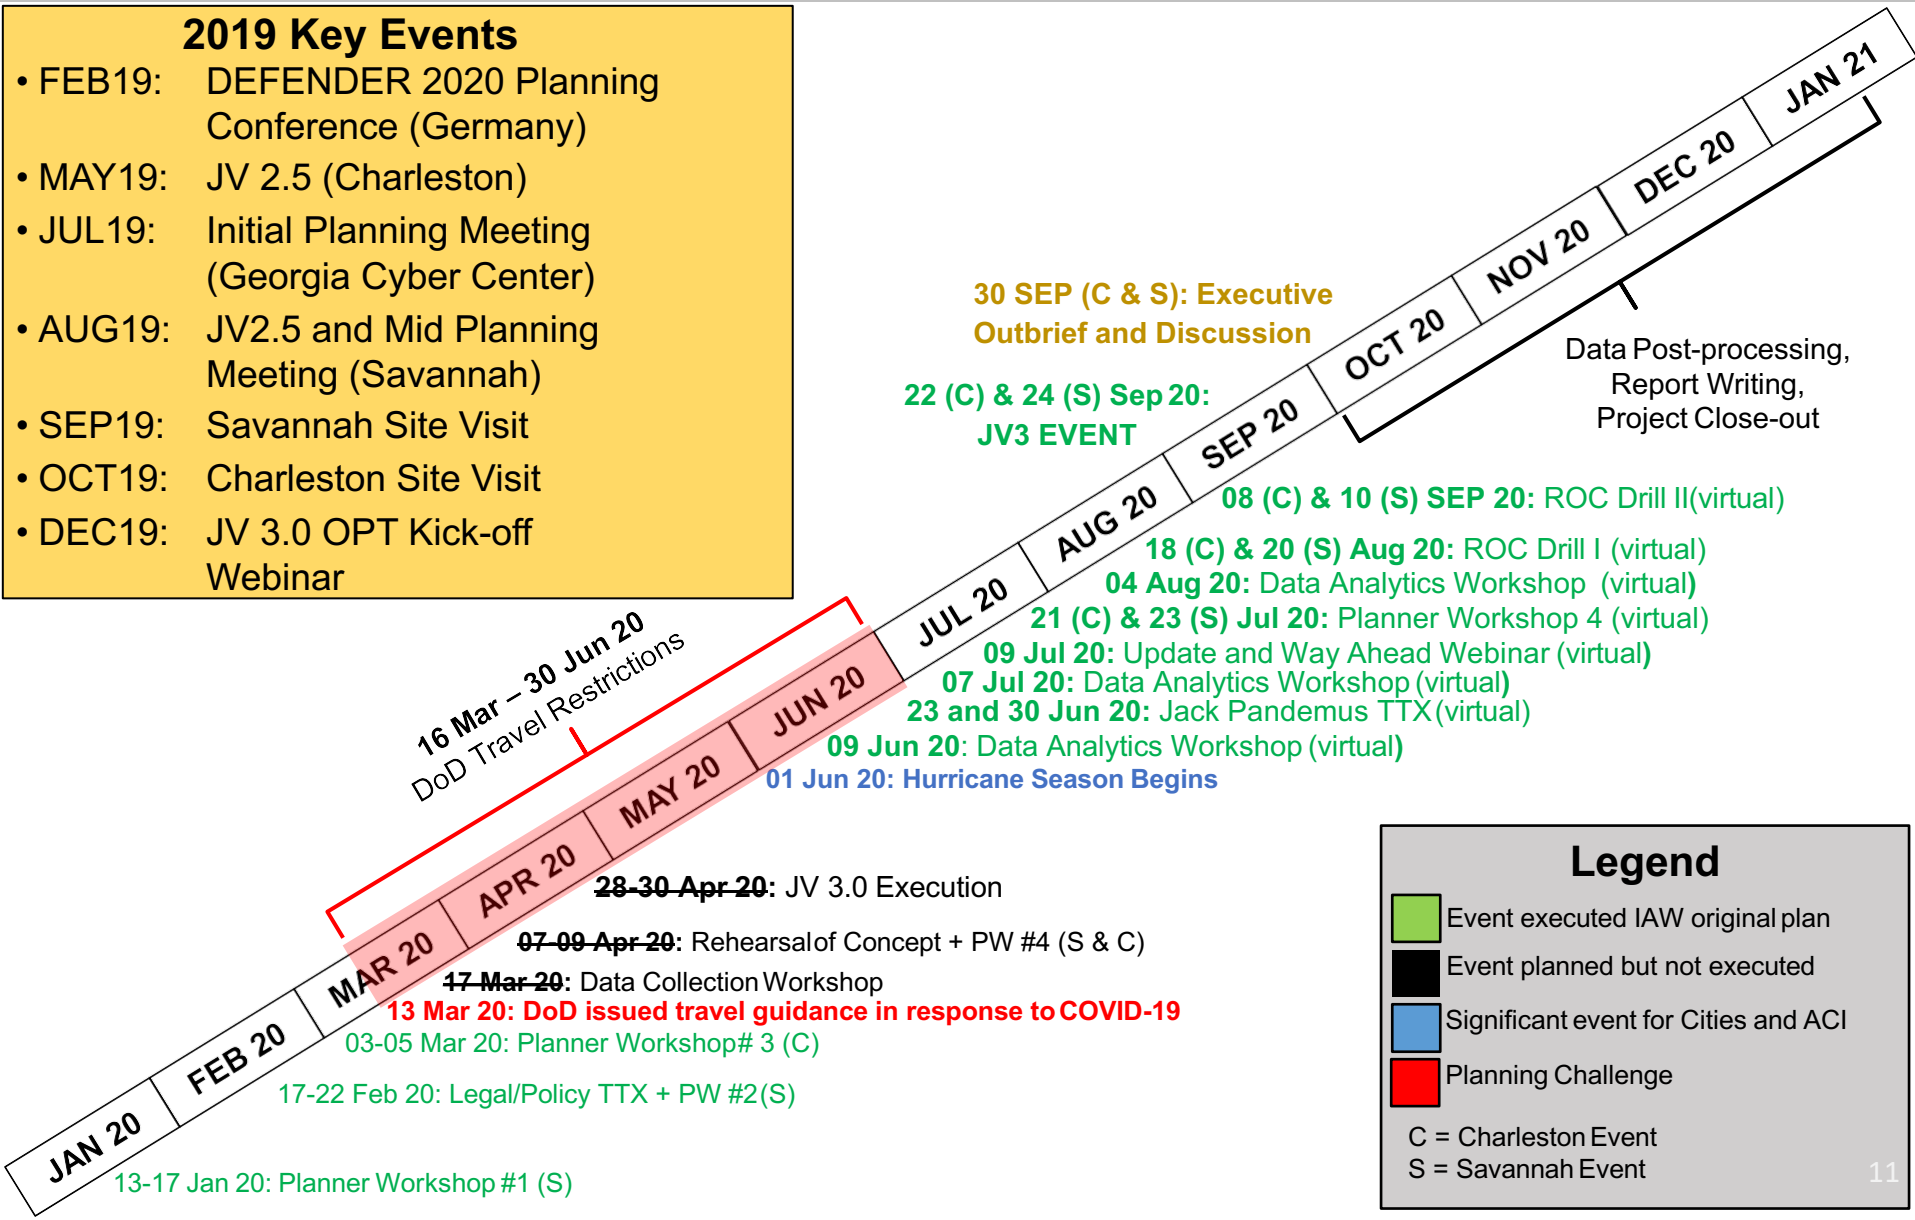 2019 Key Events
• FEB19: DEFENDER 2020 Planning
Conference (Germany)
• MAY19: JV 2.5 (Charleston)
• JUL19: Initial Planning Meeting
(Georgia Cyber Center)
• AUG19: JV2.5 and Mid Planning
Meeting (Savannah)
• SEP19: Savannah Site Visit
• OCT19: Charleston Site Visit
• DEC19: JV 3.0 OPT Kick-off
Webinar
JAN 20
FEB 20
MAR 20
APR 20
MAY 20
JUN 20
JUL 20
AUG 20
SEP 20
OCT 20
NOV 20
DEC 20
JAN 21
16 Mar – 30 Jun 20
DoD Travel Restrictions
30 SEP (C & S): Executive
Outbrief and Discussion
22 (C) & 24 (S) Sep 20:
JV3 EVENT
Data Post-processing,
Report Writing,
Project Close-out
08 (C) & 10 (S) SEP 20: ROC Drill II(virtual)
18 (C) & 20 (S) Aug 20: ROC Drill I (virtual)
04 Aug 20: Data Analytics Workshop (virtual)
21 (C) & 23 (S) Jul 20: Planner Workshop 4 (virtual)
09 Jul 20: Update and Way Ahead Webinar (virtual)
07 Jul 20: Data Analytics Workshop (virtual)
23 and 30 Jun 20: Jack Pandemus TTX (virtual)
09 Jun 20: Data Analytics Workshop (virtual)
01 Jun 20: Hurricane Season Begins
28-30 Apr 20: JV 3.0 Execution
07-09 Apr 20: Rehearsal of Concept + PW #4 (S & C)
17 Mar 20: Data Collection Workshop
13 Mar 20: DoD issued travel guidance in response to COVID-19
03-05 Mar 20: Planner Workshop# 3 (C)
17-22 Feb 20: Legal/Policy TTX + PW #2 (S)
13-17 Jan 20: Planner Workshop #1 (S)
Legend
Event executed IAW original plan
Event planned but not executed
Significant event for Cities and ACI
Planning Challenge
C = Charleston Event
S = Savannah Event
11